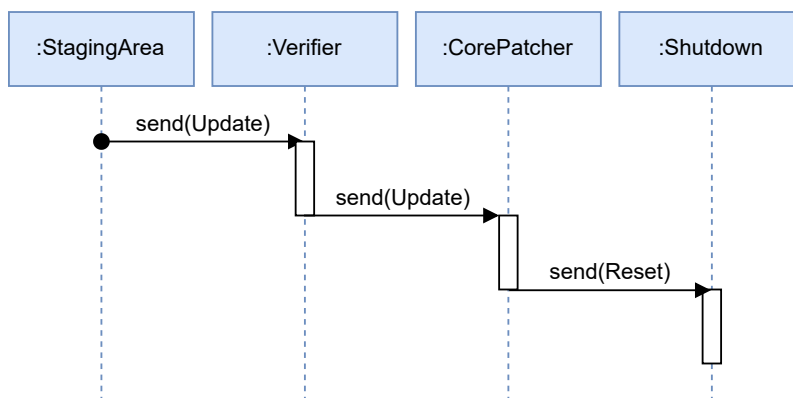 :StagingArea
:Verifier
:CorePatcher
:Shutdown
send(Update)
send(Update)
send(Reset)